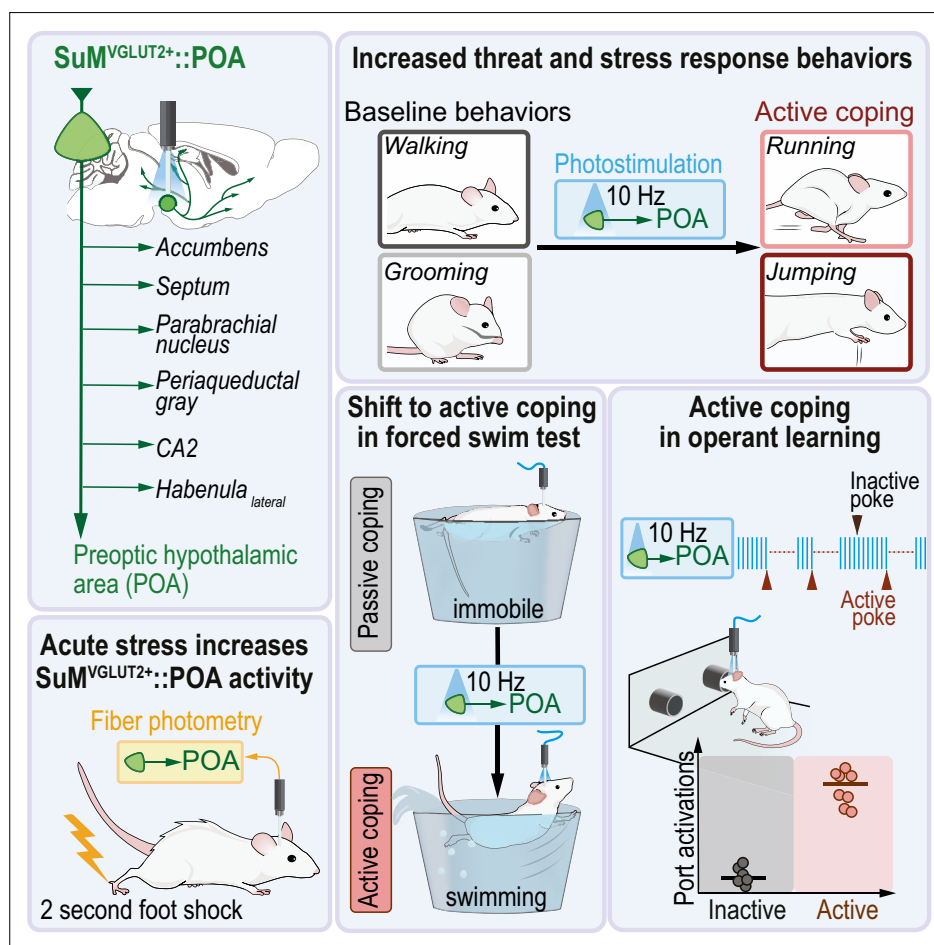 SuMVGLUT2+::POA
Accumbens
Septum
Parabrachial
nucleus
Periaqueductal
gray
CA2
Habenula lateral
Preoptic hypothalamic
area (POA)
Increased threat and stress response behaviors
Baseline behaviors
Active coping
Walking
Grooming
Photostimulation
10 Hz
POA
Running
Jumping
Acute stress increases
SuMVGLUT2+::POA activity
Fiber photometry
POA
2 second foot shock
Shift to active coping
in forced swim test
Passive coping
immobile
10 Hz
POA
Active coping
swimming
Active coping
in operant learning
Inactive
poke
10 Hz
POA
Active
poke
Port activations
Inactive
Active